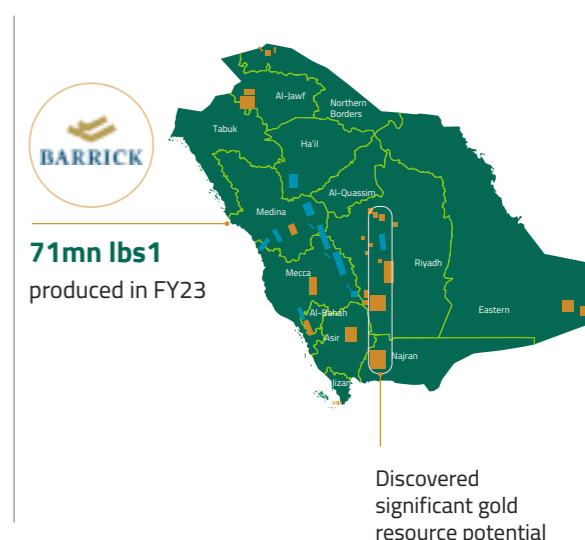 Al-Jawf
Northern
Borders
Tabuk
Ha'il
BARRICK
Al-Quassim
Medina
71mn lbs1
produced in FY23
Riyadh
Mecca
Eastern
Al-Bahah
Asir
Najran
Jizan
Discovered
significant gold
resource potential